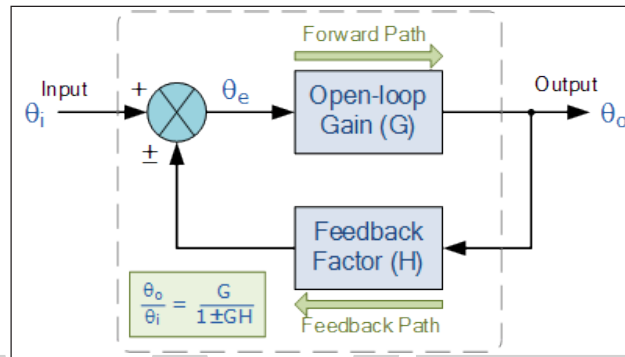 Forward Path
Input
θi
+
±
θe
Open-loop
Gain (G)
Output
θo
Feedback
Factor (H)
θo/θi = G/1±GH
Feedback Path